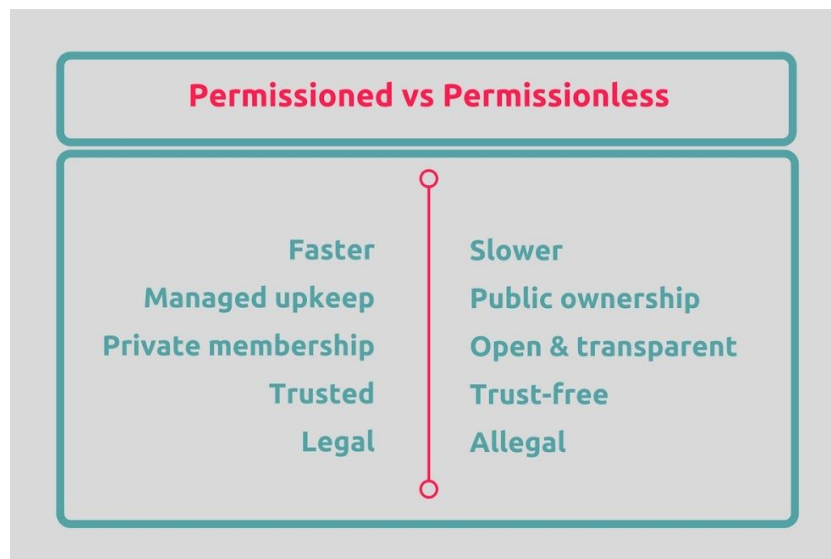 Permissioned vs Permissionless
Faster
Managed upkeep
Private membership
Trusted
Legal
Slower
Public ownership
Open & transparent
Trust-free
Allegal